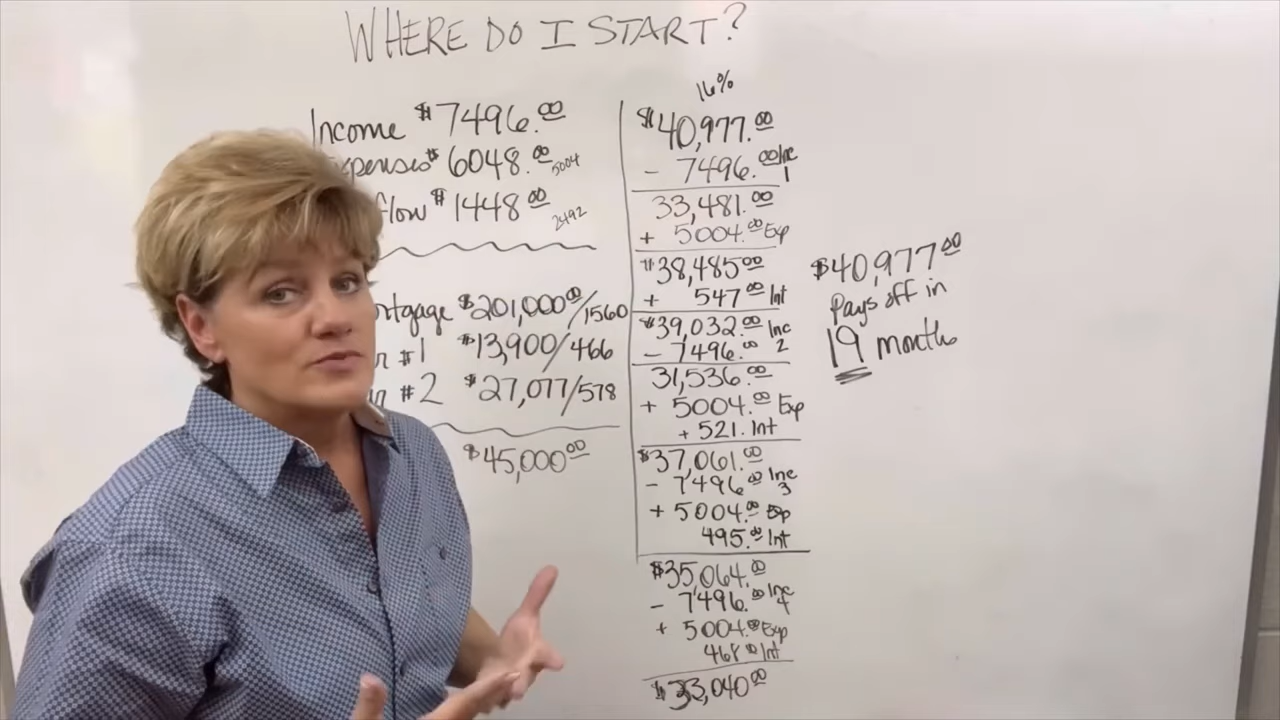 WHERE DO I START?
Income $7496.00
Expenses $6048.00 5004
flow $1448.00 2492
ortgage $201,000.00/1560
#1 $13,900/466
#2 $27,077/578
$45,000.00
16%
$40,977.00
- 7496.00 Inc 1
33,481.00
+ 5004.00 Exp
$38,485.00
+ 547.00 Int
$39,032.00 Inc
- 7496.00 2
31,536.00
+ 5004.00 Exp
+ 521. Int
$37,061.00
- 7496.00 Inc 3
+ 5004.00 Exp
495.00 Int
$35,064.00
- 7496.00 Inc 4
+ 5004.00 Exp
468.00 Int
$33,040.00
$40,977.00
Pays off in
19 months